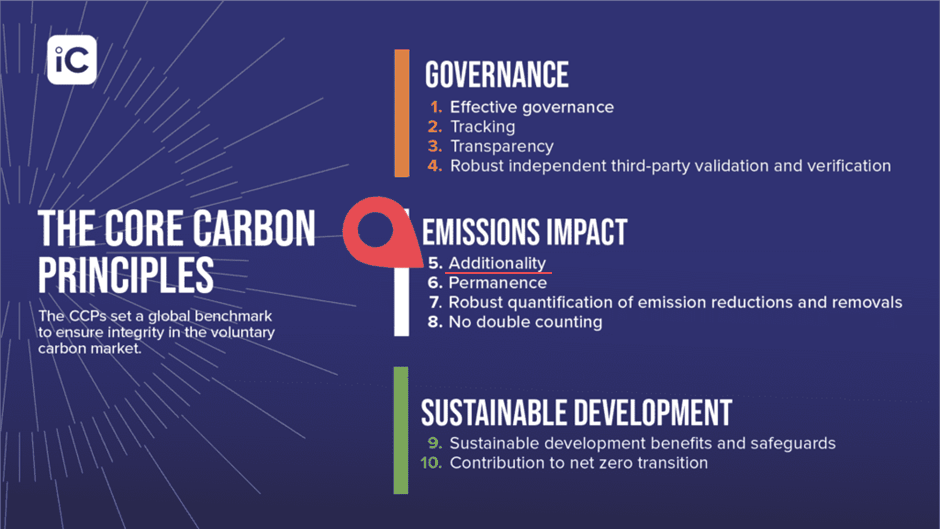 iC
THE CORE CARBON
PRINCIPLES
The CCPs set a global benchmark
to ensure integrity in the voluntary
carbon market.
GOVERNANCE
1. Effective governance
2. Tracking
3. Transparency
4. Robust independent third-party validation and verification
EMISSIONS IMPACT
5. Additionality
6. Permanence
7. Robust quantification of emission reductions and removals
8. No double counting
SUSTAINABLE DEVELOPMENT
9. Sustainable development benefits and safeguards
10. Contribution to net zero transition